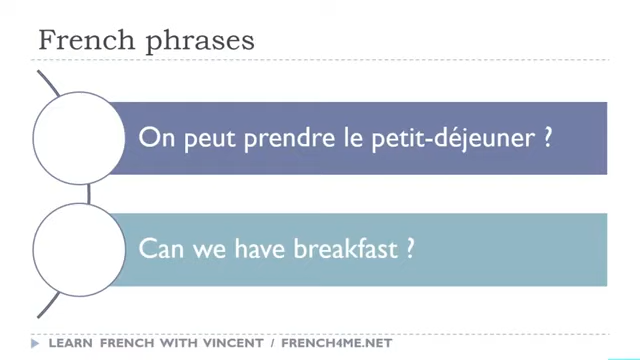 French phrases
On peut prendre le petit-déjeuner ?
Can we have breakfast ?
LEARN FRENCH WITH VINCENT / FRENCH4ME.NET